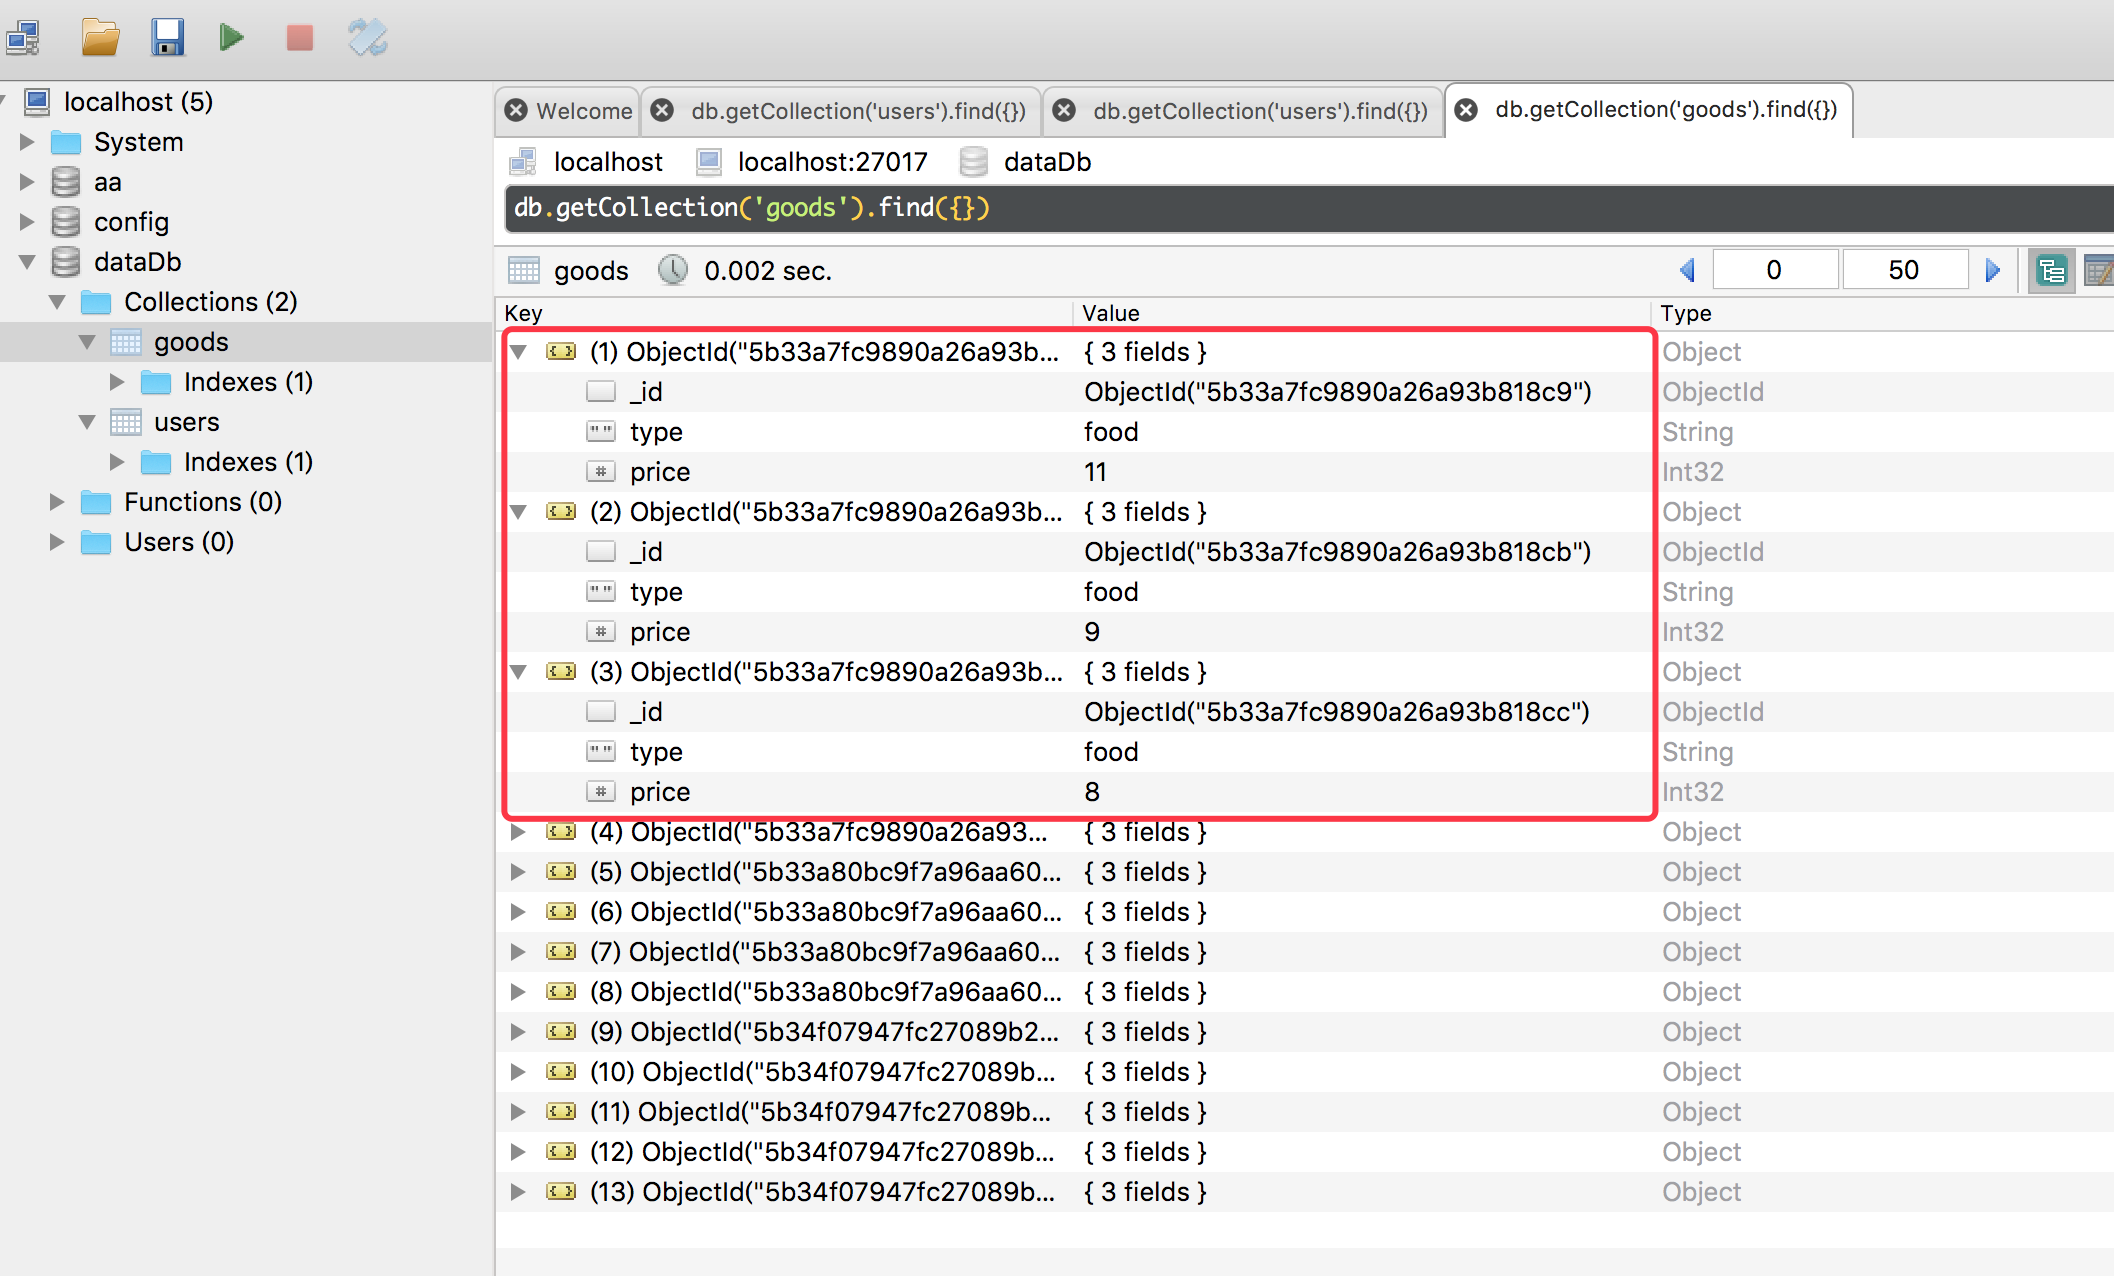 localhost (5)
System
aa
config
dataDb
Collections (2)
goods
Indexes (1)
users
Indexes (1)
Functions (0)
Users (0)
Welcome
db.getCollection('users').find({})
db.getCollection('users').find({})
db.getCollection('goods').find({})
localhost localhost:27017 dataDb
db.getCollection('goods').find({})
goods 0.002 sec. 0 50
Key Value Type
(1) ObjectId("5b33a7fc9890a26a93b... { 3 fields } Object
_id ObjectId("5b33a7fc9890a26a93b818c9") ObjectId
type food String
price 11 Int32
(2) ObjectId("5b33a7fc9890a26a93b... { 3 fields } Object
_id ObjectId("5b33a7fc9890a26a93b818cb") ObjectId
type food String
price 9 Int32
(3) ObjectId("5b33a7fc9890a26a93b... { 3 fields } Object
_id ObjectId("5b33a7fc9890a26a93b818cc") ObjectId
type food String
price 8 Int32
(4) ObjectId("5b33a7fc9890a26a93... { 3 fields } Object
(5) ObjectId("5b33a80bc9f7a96aa60... { 3 fields } Object
(6) ObjectId("5b33a80bc9f7a96aa60... { 3 fields } Object
(7) ObjectId("5b33a80bc9f7a96aa60... { 3 fields } Object
(8) ObjectId("5b33a80bc9f7a96aa60... { 3 fields } Object
(9) ObjectId("5b34f07947fc27089b2... { 3 fields } Object
(10) ObjectId("5b34f07947fc27089b... { 3 fields } Object
(11) ObjectId("5b34f07947fc27089b... { 3 fields } Object
(12) ObjectId("5b34f07947fc27089b... { 3 fields } Object
(13) ObjectId("5b34f07947fc27089b... { 3 fields } Object